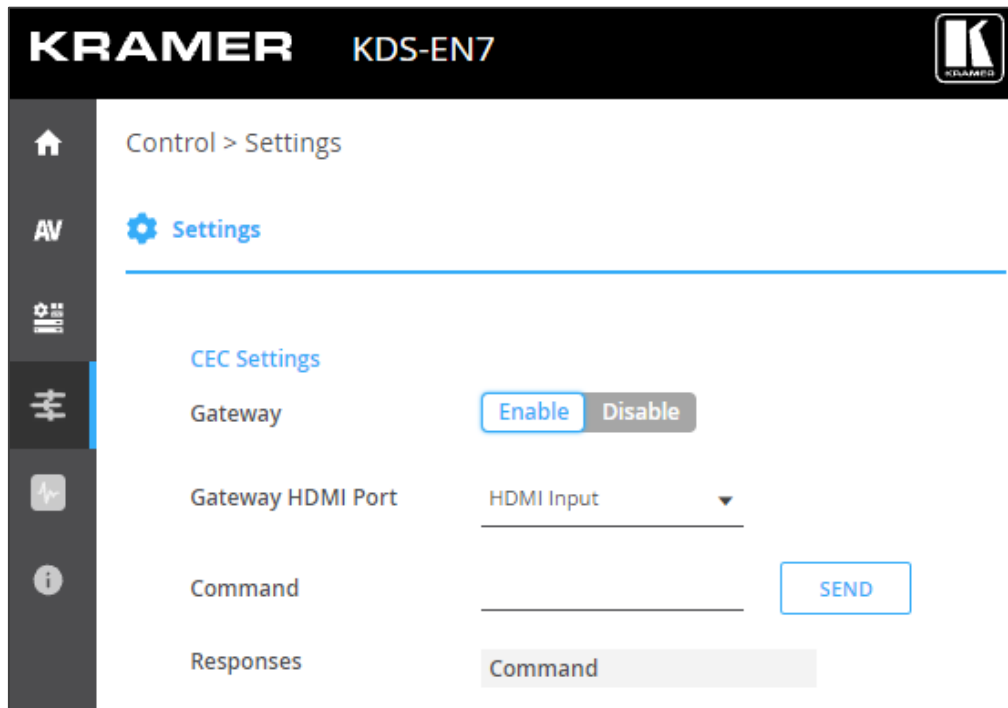 KRAMER KDS-EN7
KRAMER
Control > Settings
AV
Settings
CEC Settings
Gateway Enable Disable
Gateway HDMI Port HDMI Input
Command SEND
Responses Command